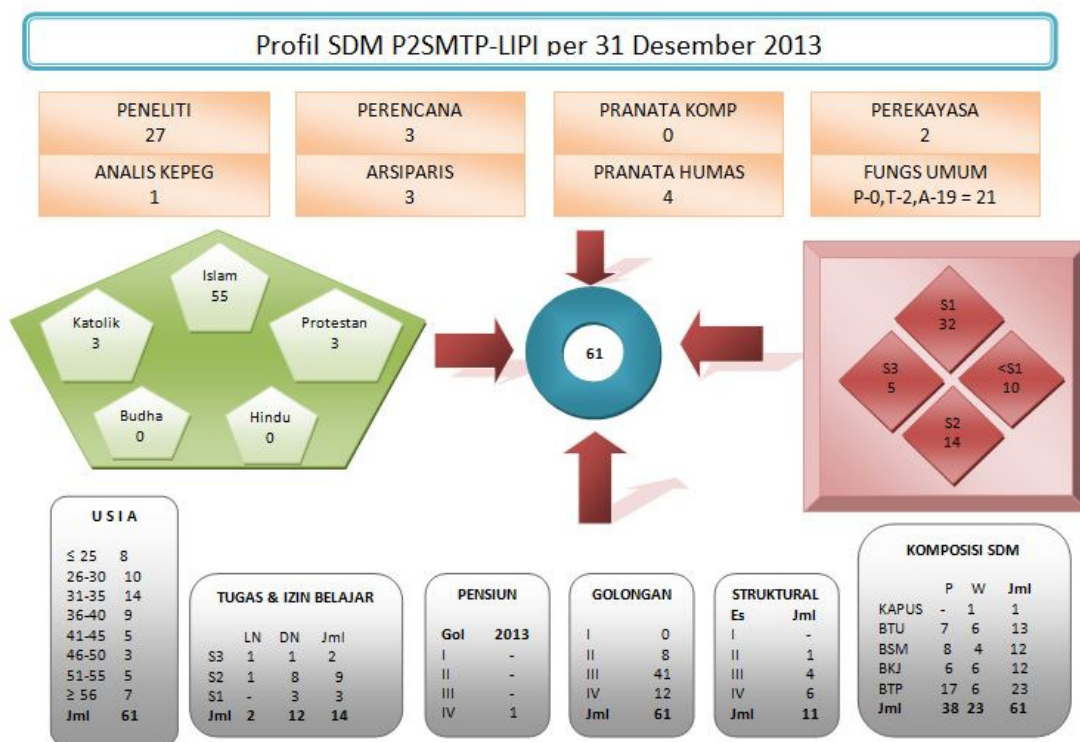 Profil SDM P2SMTP-LIPI per 31 Desember 2013
PENELITI
27
PERENCANA
3
PRANATA KOMP
0
PEREKAYASA
2
ANALIS KEPEG
1
ARSIPARIS
3
PRANATA HUMAS
4
FUNGS UMUM
P-0,T-2,A-19 = 21
Islam
55
Katolik
3
Protestan
3
Budha
0
Hindu
0
61
S1
32
S3
5
<S1
10
S2
14
U S I A
≤ 25 8
26-30 10
31-35 14
36-40 9
41-45 5
46-50 3
51-55 5
≥ 56 7
Jml 61
TUGAS & IZIN BELAJAR
LN DN Jml
S3 1 1 2
S2 1 8 9
S1 - 3 3
Jml 2 12 14
PENSIUN
Gol 2013
I -
II -
III -
IV 1
GOLONGAN
I 0
II 8
III 41
IV 12
Jml 61
STRUKTURAL
Es Jml
I -
II 1
III 4
IV 6
Jml 11
KOMPOSISI SDM
P W Jml
KAPUS - 1 1
BTU 7 6 13
BSM 8 4 12
BKJ 6 6 12
BTP 17 6 23
Jml 38 23 61